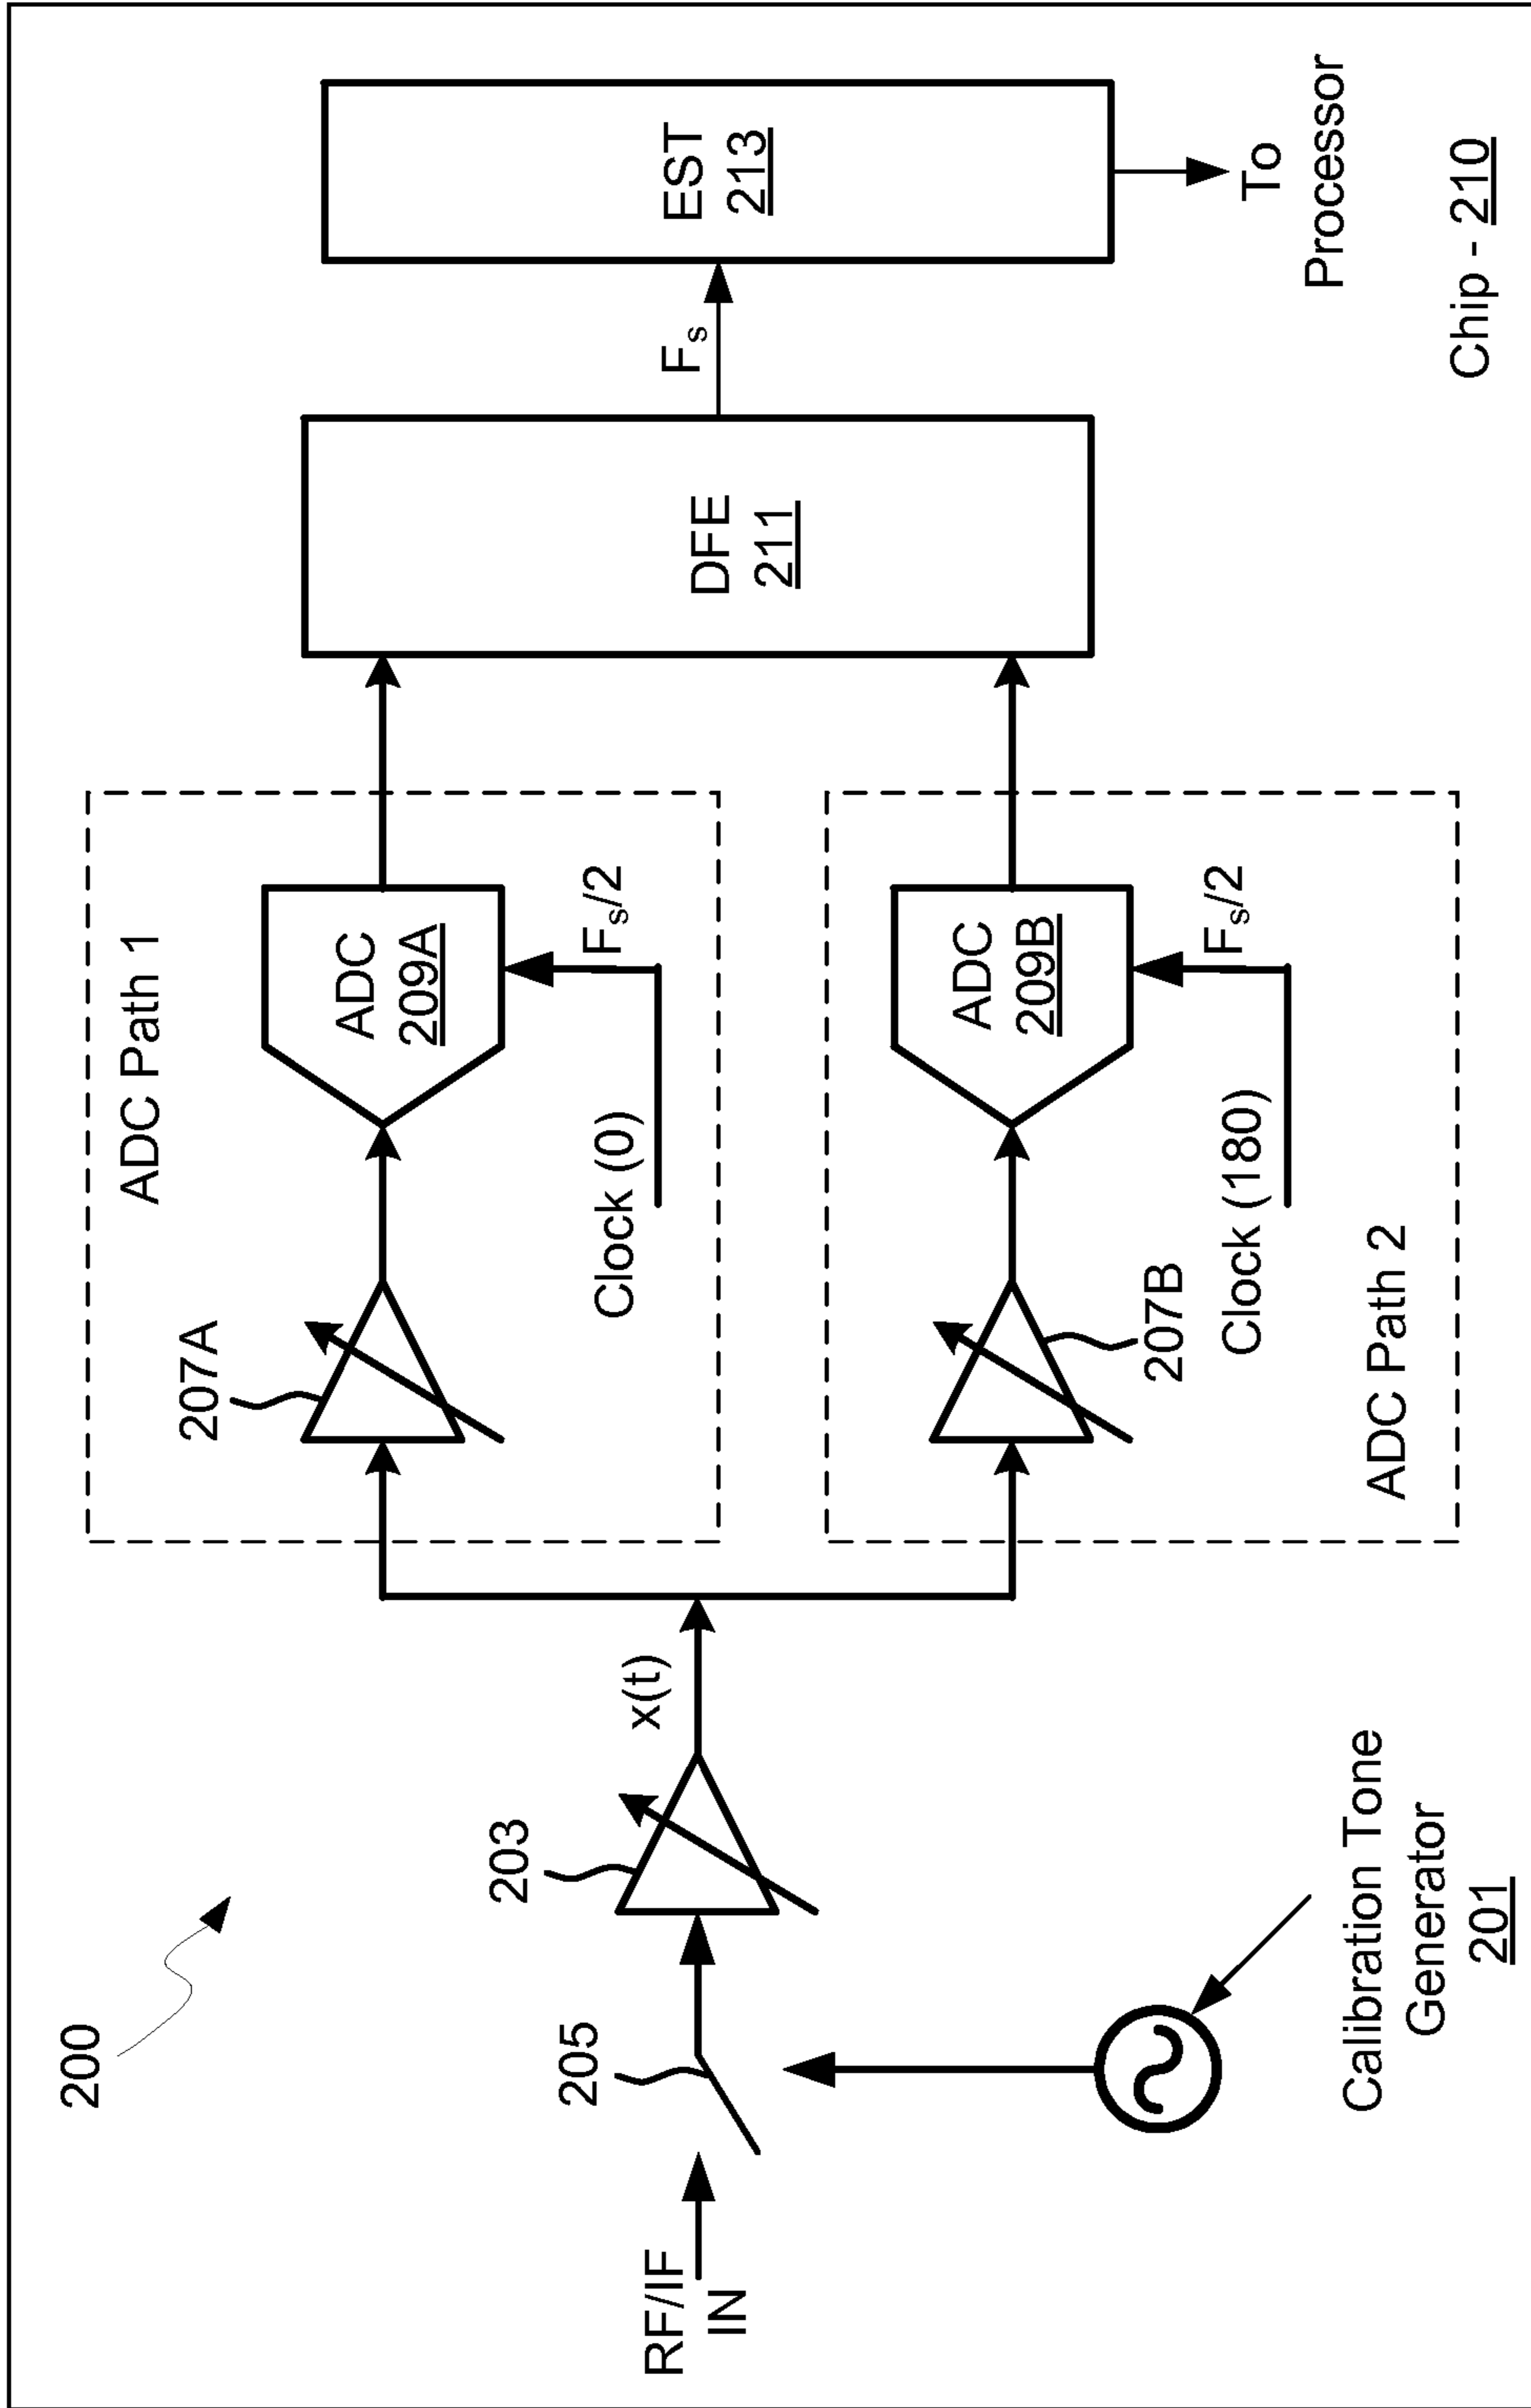 200
RF/IF
IN
205
203
x(t)
Calibration Tone
Generator
201
ADC Path 1
207A
ADC
209A
Clock (0)
Fs/2
ADC Path 2
207B
ADC
209B
Clock (180)
Fs/2
DFE
211
Fs
EST
213
To
Processor
Chip - 210